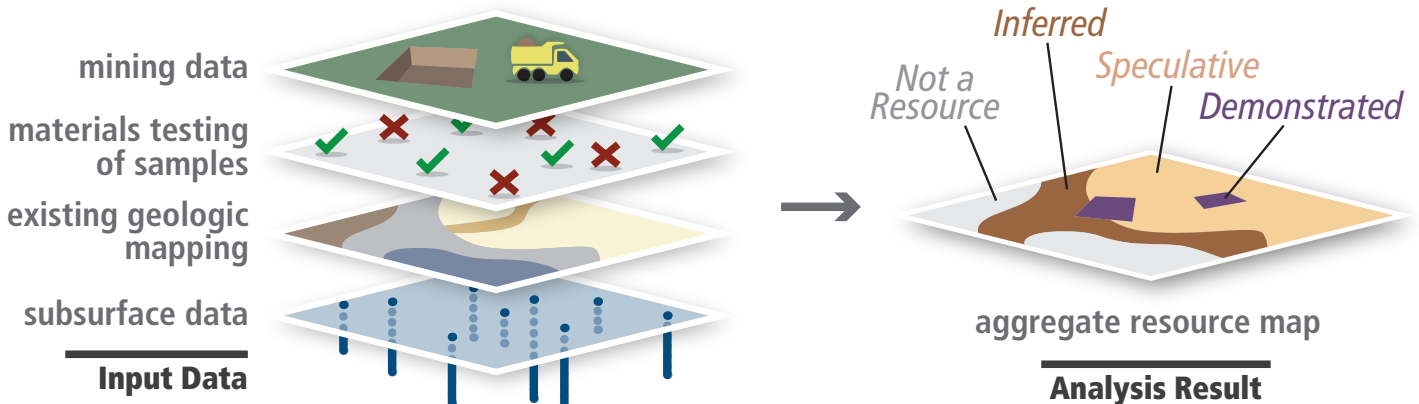 mining data
materials testing
of samples
existing geologic
mapping
subsurface data
Input Data
Inferred
Speculative
Not a
Resource
Demonstrated
aggregate resource map
Analysis Result